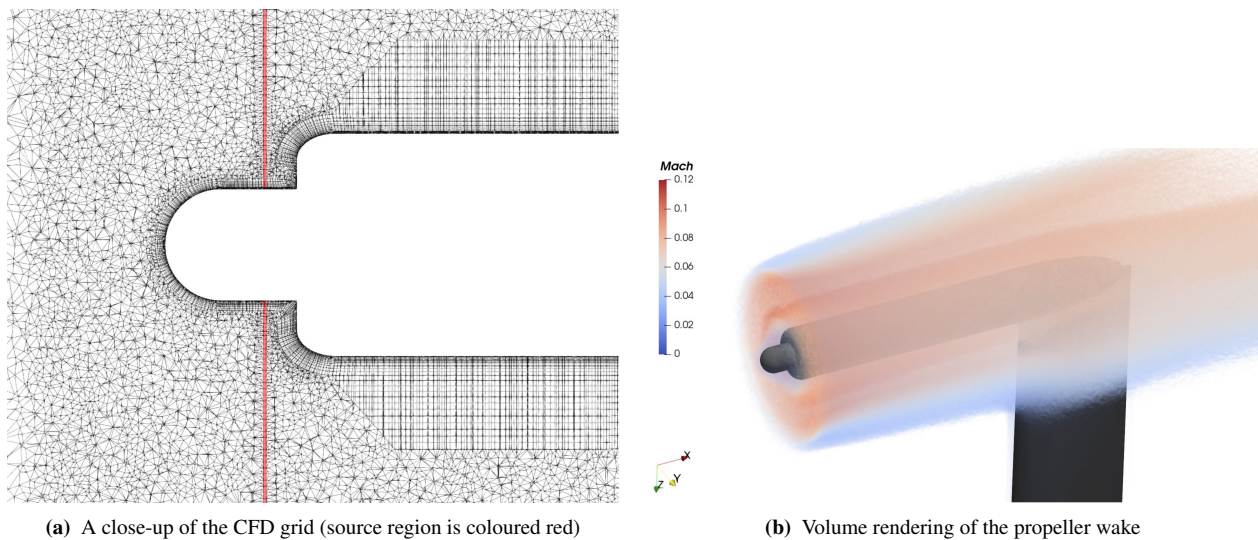 Mach
0.12
0.1
0.08
0.06
0.04
0.02
0
X
Y
Z
(a) A close-up of the CFD grid (source region is coloured red)
(b) Volume rendering of the propeller wake